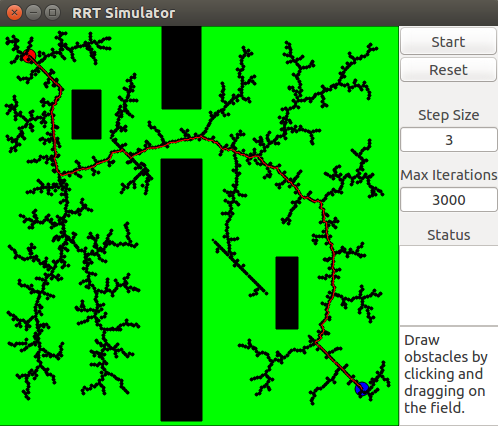 RRT Simulator
Start
Reset
Step Size
3
Max Iterations
3000
Status
Draw
obstacles by
clicking and
dragging on
the field.